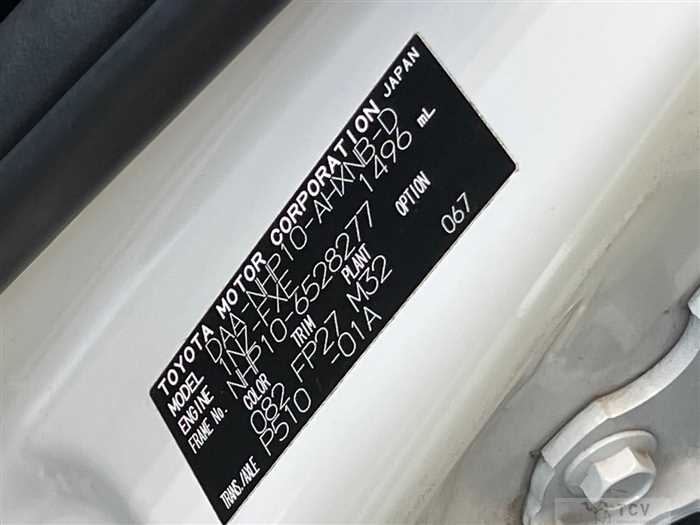 TOYOTA MOTOR CORPORATION JAPAN
MODEL DAA-NHP10-AHXNB-D
ENGINE 1NZ-FXE 1496 mL
FRAME No. NHP10-6528277
COLOR TRIM PLANT OPTION
082 FP27 M32
TRANS./AXLE P510 -01A 067
TCV